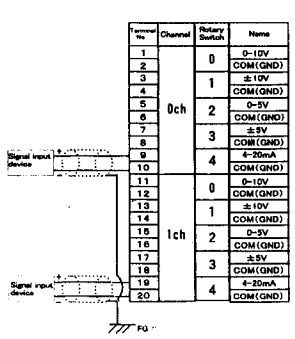 Terminal No Channel Rotary Switch Name
1 0ch 0 0-10V
2 COM(GND)
3 1 ±10V
4 COM(GND)
5 2 0-5V
6 COM(GND)
7 3 ±5V
8 COM(GND)
9 4 4-20mA
10 COM(GND)
11 1ch 0 0-10V
12 COM(GND)
13 1 ±10V
14 COM(GND)
15 2 0-5V
16 COM(GND)
17 3 ±5V
18 COM(GND)
19 4 4-20mA
20 COM(GND)
Signal input device
+
-
Signal input device
+
-
FG